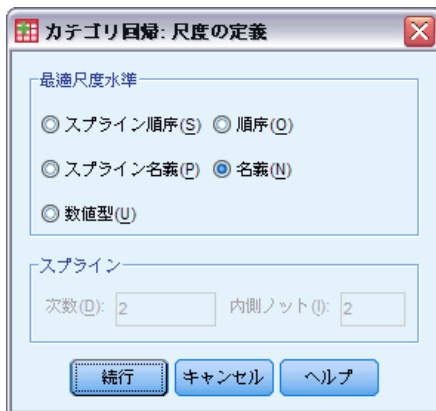 カテゴリ回帰: 尺度の定義
最適尺度水準
スプライン順序(S) 順序(O)
スプライン名義(P) 名義(N)
数値型(U)
スプライン
次数(D): 2 内側ノット(I): 2
続行 キャンセル ヘルプ